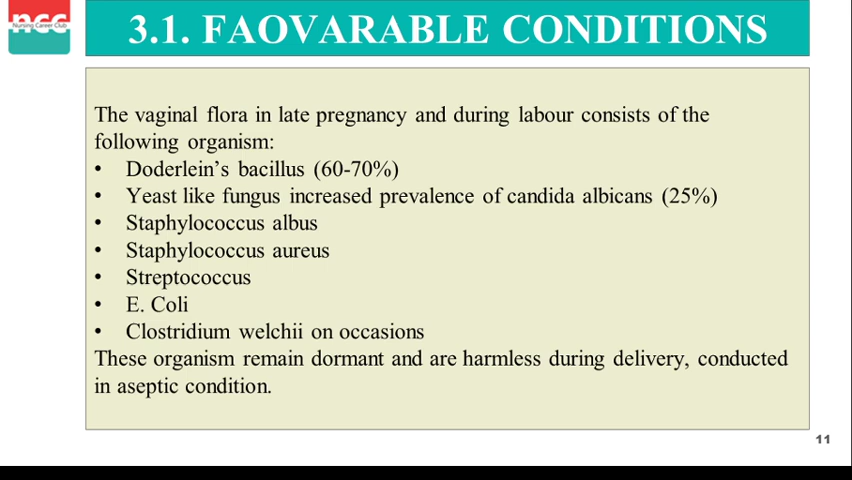 ncc
Nursing Career Club
3.1. FAOVARABLE CONDITIONS
The vaginal flora in late pregnancy and during labour consists of the
following organism:
• Doderlein’s bacillus (60-70%)
• Yeast like fungus increased prevalence of candida albicans (25%)
• Staphylococcus albus
• Staphylococcus aureus
• Streptococcus
• E. Coli
• Clostridium welchii on occasions
These organism remain dormant and are harmless during delivery, conducted
in aseptic condition.
11